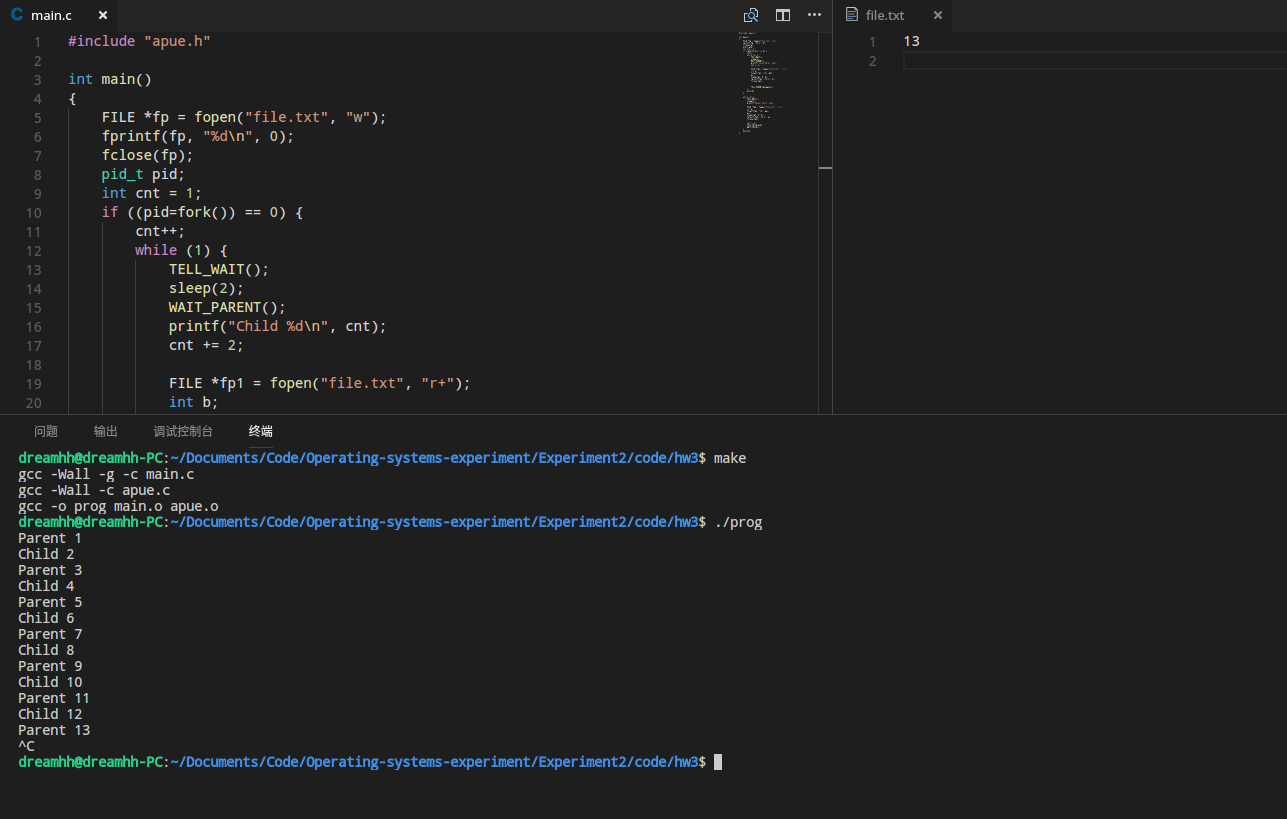 C main.c ×
1 #include "apue.h"
2
3 int main()
4 {
5 FILE *fp = fopen("file.txt", "w");
6 fprintf(fp, "%d\n", 0);
7 fclose(fp);
8 pid_t pid;
9 int cnt = 1;
10 if ((pid=fork()) == 0) {
11 cnt++;
12 while (1) {
13 TELL_WAIT();
14 sleep(2);
15 WAIT_PARENT();
16 printf("Child %d\n", cnt);
17 cnt += 2;
18
19 FILE *fp1 = fopen("file.txt", "r+");
20 int b;
file.txt ×
1 13
2
问题 输出 调试控制台 终端
dreamhh@dreamhh-PC:~/Documents/Code/Operating-systems-experiment/Experiment2/code/hw3$ make
gcc -Wall -g -c main.c
gcc -Wall -c apue.c
gcc -o prog main.o apue.o
dreamhh@dreamhh-PC:~/Documents/Code/Operating-systems-experiment/Experiment2/code/hw3$ ./prog
Parent 1
Child 2
Parent 3
Child 4
Parent 5
Child 6
Parent 7
Child 8
Parent 9
Child 10
Parent 11
Child 12
Parent 13
^C
dreamhh@dreamhh-PC:~/Documents/Code/Operating-systems-experiment/Experiment2/code/hw3$